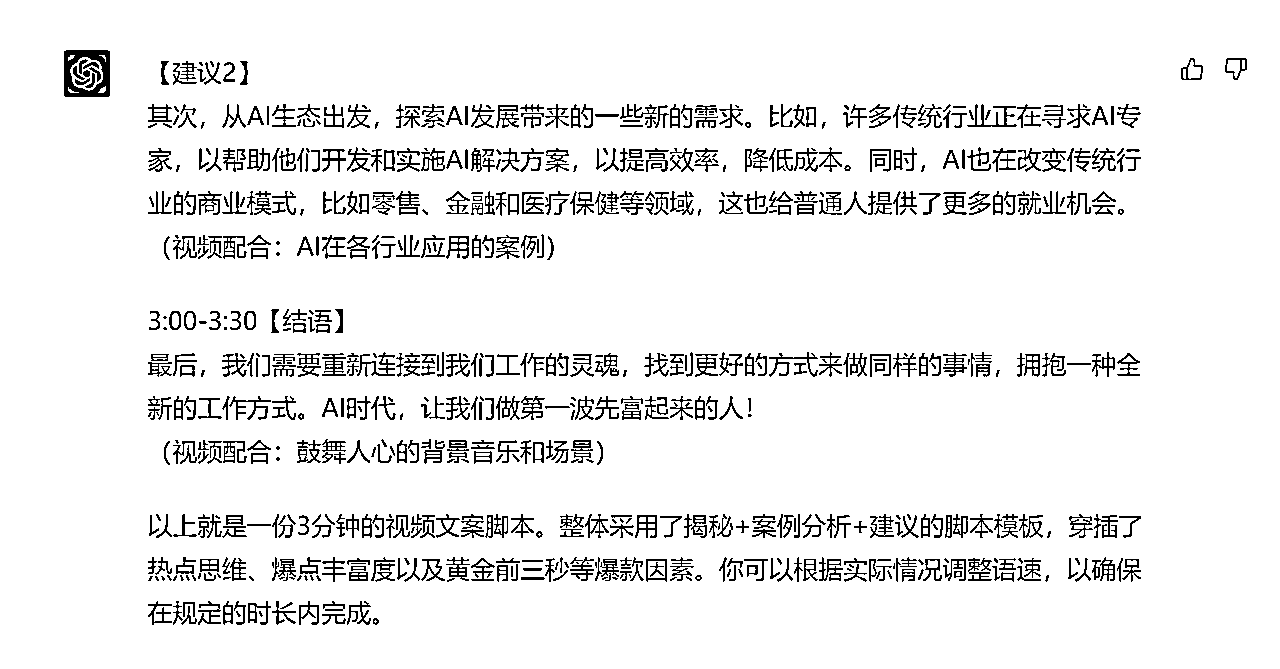 【建议2】
其次，从AI生态出发，探索AI发展带来的一些新的需求。比如，许多传统行业正在寻求AI专
家，以帮助他们开发和实施AI解决方案，以提高效率，降低成本。同时，AI也在改变传统行
业的商业模式，比如零售、金融和医疗保健等领域，这也给普通人提供了更多的就业机会。
（视频配合：AI在各行业应用的案例）
3:00-3:30【结语】
最后，我们需要重新连接到我们工作的灵魂，找到更好的方式来做同样的事情，拥抱一种全
新的工作方式。AI时代，让我们做第一波先富起来的人！
（视频配合：鼓舞人心的背景音乐和场景）
以上就是一份3分钟的视频文案脚本。整体采用了揭秘+案例分析+建议的脚本模板，穿插了
热点思维、爆点丰富度以及黄金前三秒等爆款因素。你可以根据实际情况调整语速，以确保
在规定的时长内完成。